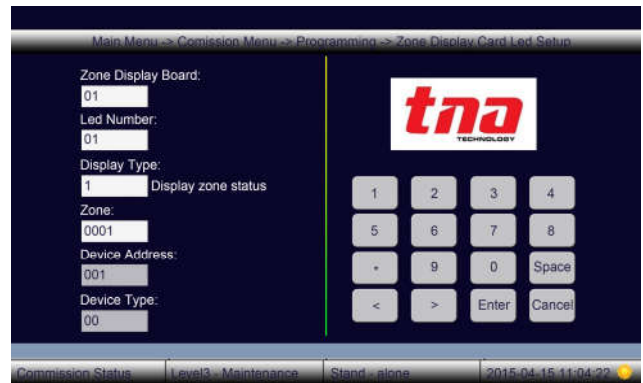 Main Menu -> Comission Menu -> Programming -> Zone Display Card Led Setup
Zone Display Board:
01
Led Number:
01
Display Type:
1 Display zone status
Zone:
0001
Device Address:
001
Device Type:
00
tna
TECHNOLOGY
1 2 3 4
5 6 7 8
* 9 0 Space
< > Enter Cancel
Commission Status Level3 - Maintenance Stand - alone 2015-04-15 11:04:22